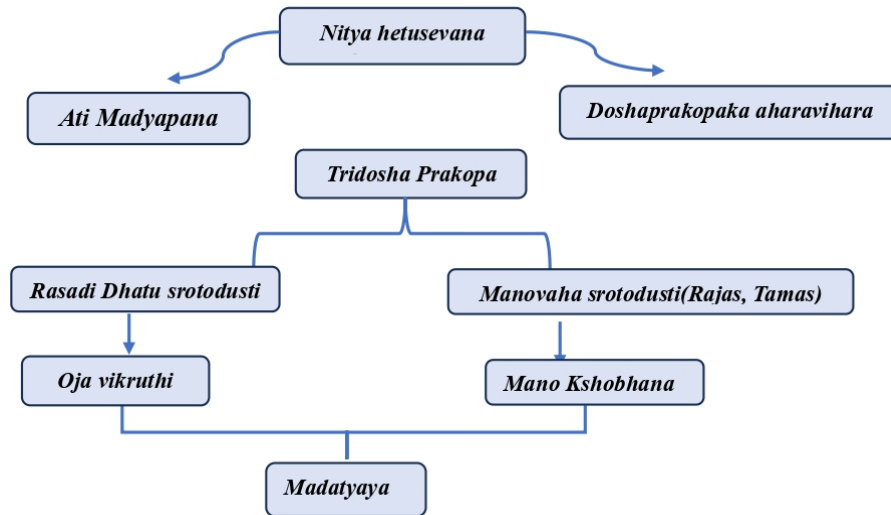 Nitya hetusevana
Ati Madyapana
Doshaprakopaka aharavihara
Tridosha Prakopa
Rasadi Dhatu srotodusti
Manovaha srotodusti(Rajas, Tamas)
Oja vikruthi
Mano Kshobhana
Madatyaya